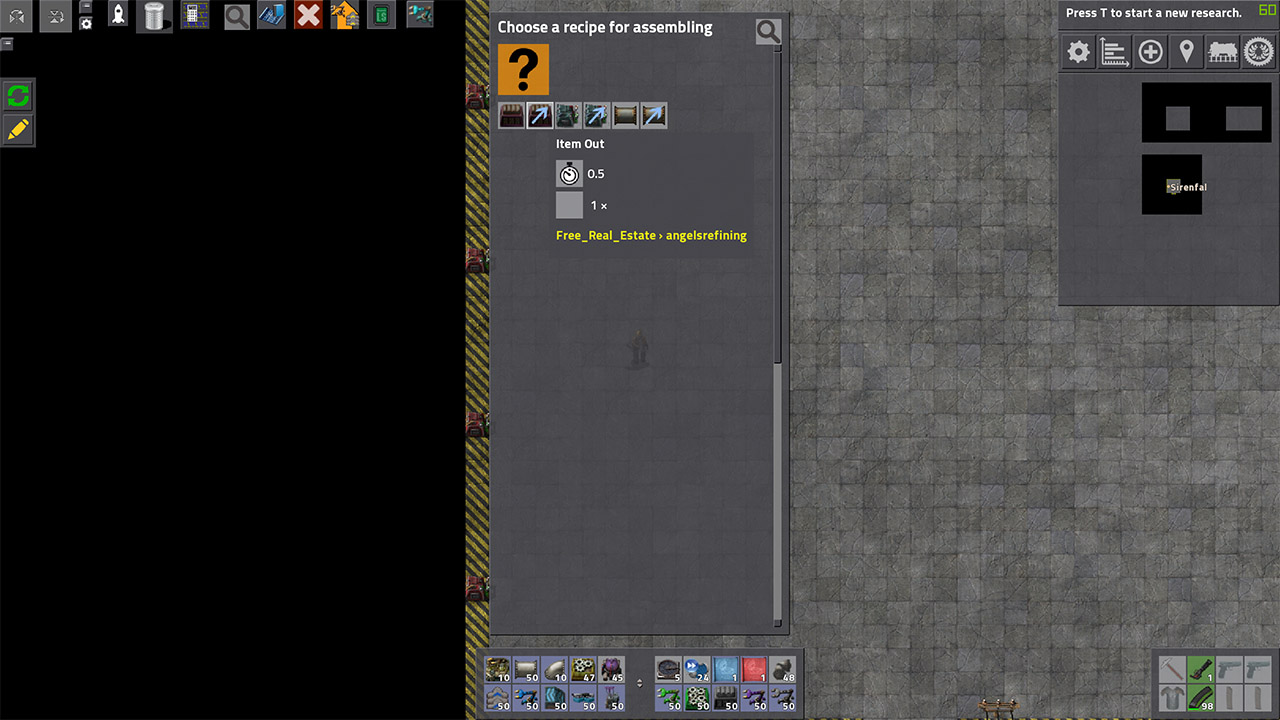 Choose a recipe for assembling
Item Out
0.5
1 ×
Free_Real_Estate › angelsrefining
Press T to start a new research.
60
Sirenfal
10 50 10 47 45 5 24 1 1 48
50 50 50 50 50 50 50 50 50 50
1
98